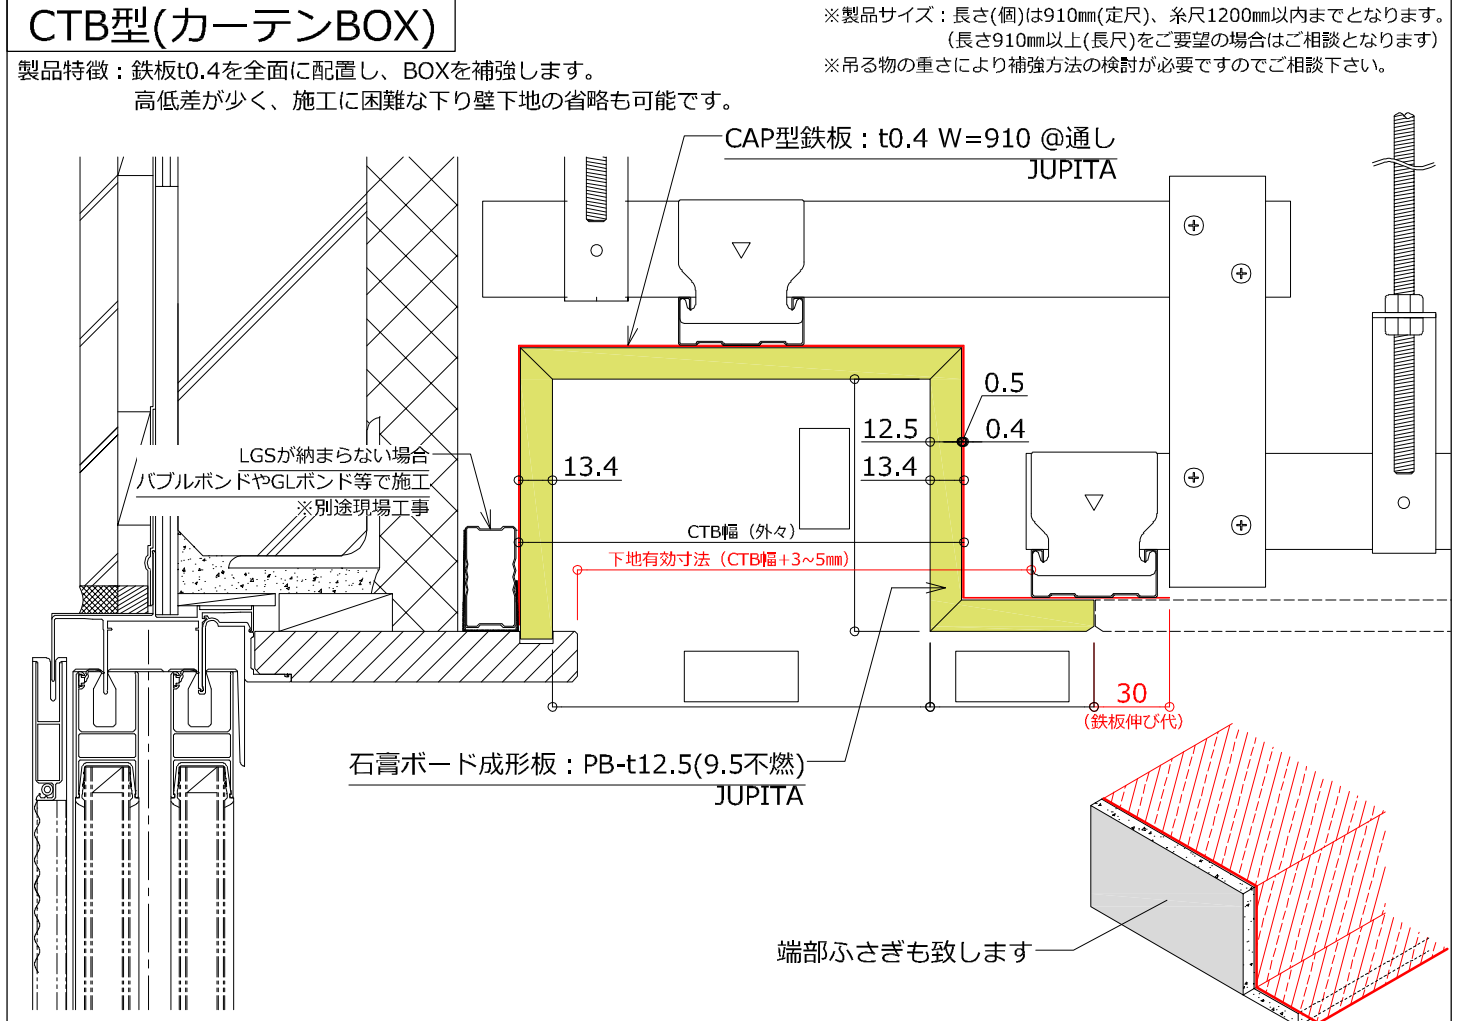 CTB型(カーテンBOX)
※製品サイズ：長さ(個)は910㎜(定尺)、糸尺1200㎜以内までとなります。
（長さ910㎜以上(長尺)をご要望の場合はご相談となります）
※吊る物の重さにより補強方法の検討が必要ですのでご相談下さい。
製品特徴：鉄板t0.4を全面に配置し、BOXを補強します。
高低差が少く、施工に困難な下り壁下地の省略も可能です。
CAP型鉄板：t0.4 W=910 @通し
JUPITA
0.5
12.5
0.4
13.4
13.4
LGSが納まらない場合
バブルボンドやGLボンド等で施工
※別途現場工事
CTB幅（外々）
下地有効寸法（CTB幅+3~5㎜）
30
（鉄板伸び代）
石膏ボード成形板：PB-t12.5(9.5不燃)
JUPITA
端部ふさぎも致します